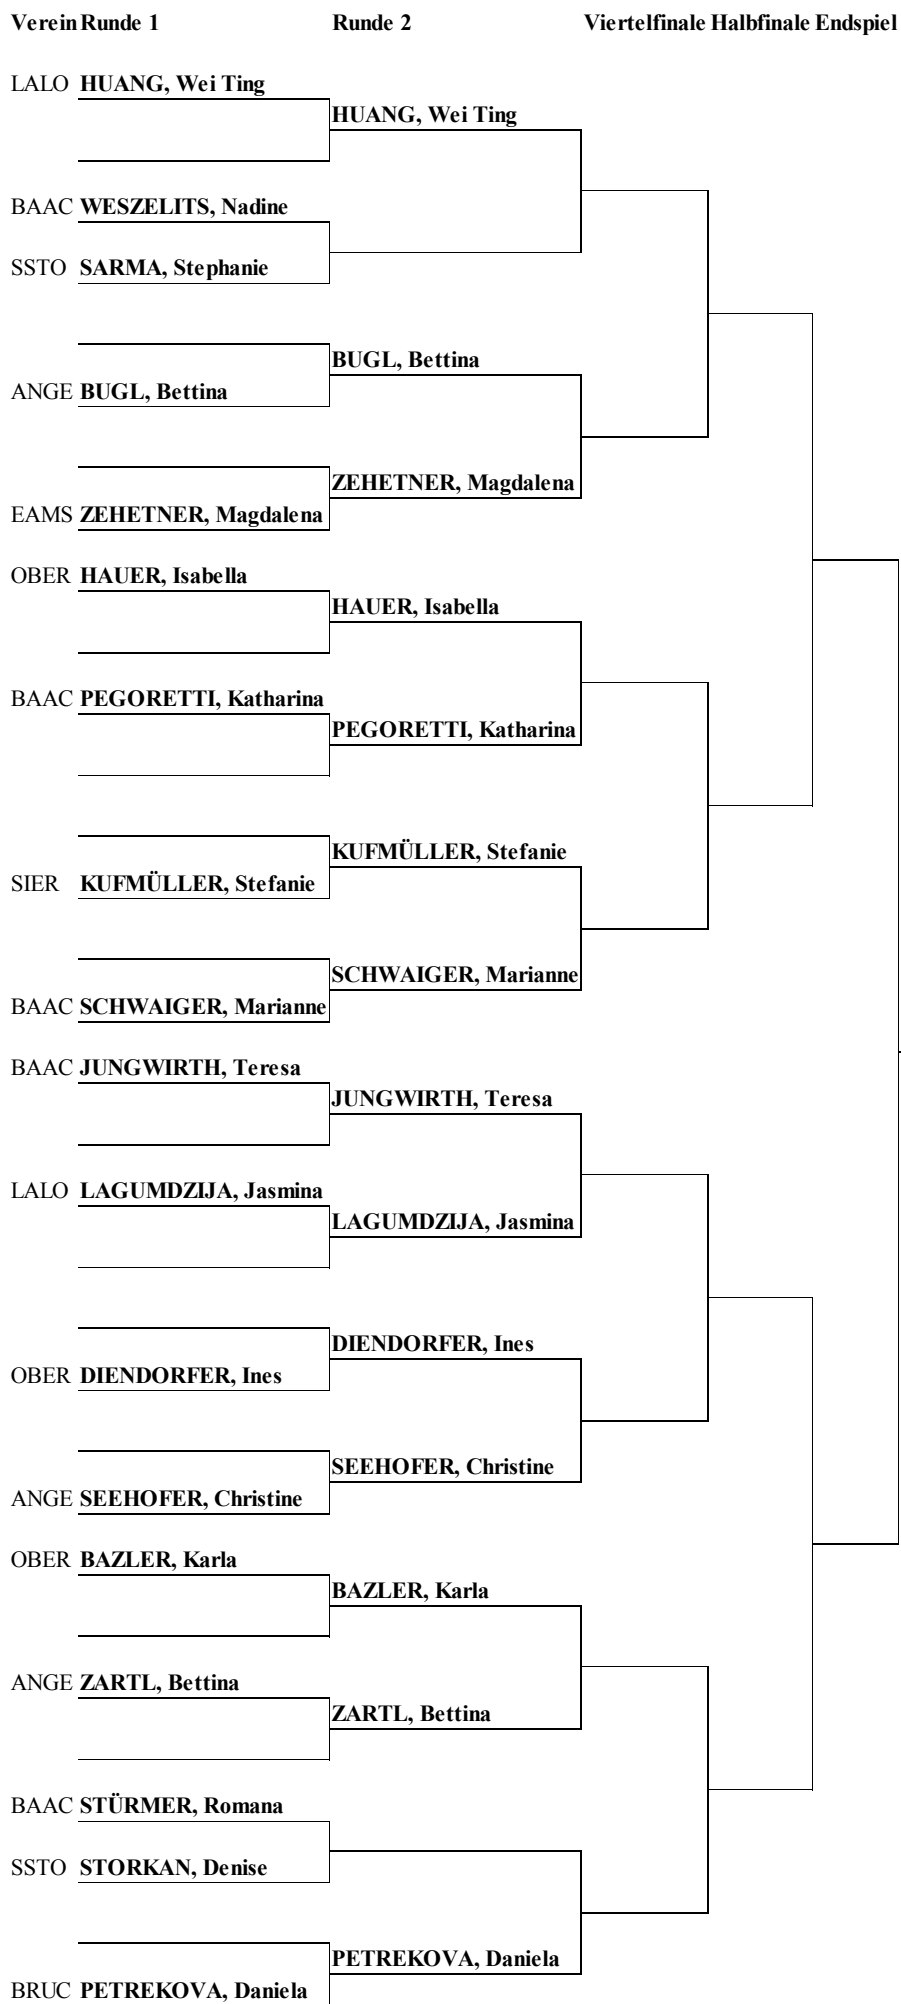 Verein Runde 1 Runde 2 Viertelfinale Halbfinale Endspiel
LALO HUANG, Wei Ting
HUANG, Wei Ting
BAAC WESZELITS, Nadine
SSTO SARMA, Stephanie
BUGL, Bettina
ANGE BUGL, Bettina
ZEHETNER, Magdalena
EAMS ZEHETNER, Magdalena
OBER HAUER, Isabella
HAUER, Isabella
BAAC PEGORETTI, Katharina
PEGORETTI, Katharina
KUFMÜLLER, Stefanie
SIER KUFMÜLLER, Stefanie
SCHWAIGER, Marianne
BAAC SCHWAIGER, Marianne
BAAC JUNGWIRTH, Teresa
JUNGWIRTH, Teresa
LALO LAGUMDZIJA, Jasmina
LAGUMDZIJA, Jasmina
DIENDORFER, Ines
OBER DIENDORFER, Ines
SEEHOFER, Christine
ANGE SEEHOFER, Christine
OBER BAZLER, Karla
BAZLER, Karla
ANGE ZARTL, Bettina
ZARTL, Bettina
BAAC STÜRMER, Romana
SSTO STORKAN, Denise
PETREKOVA, Daniela
BRUC PETREKOVA, Daniela